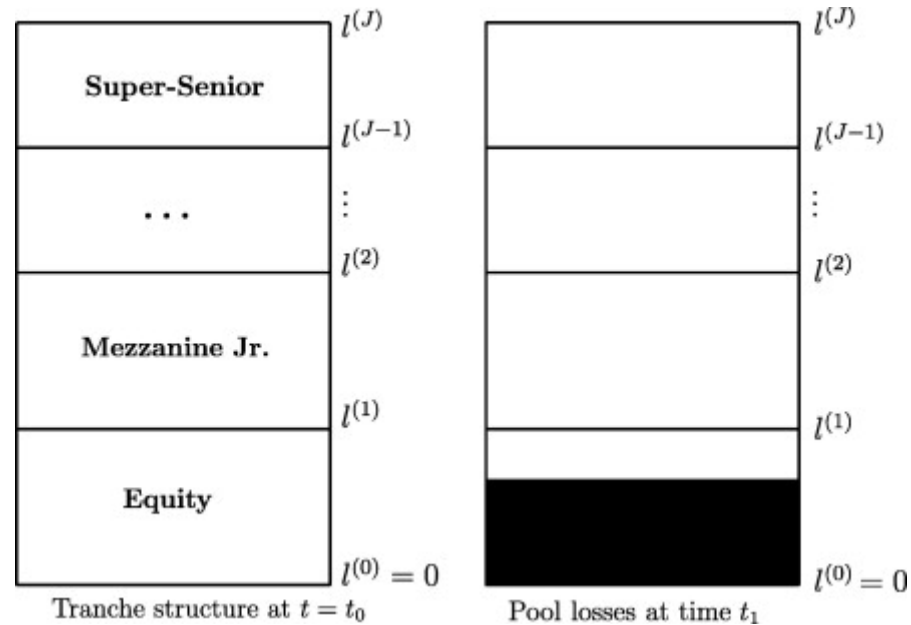 l^(J)
Super-Senior
l^(J−1)
...
⋮
l^(2)
Mezzanine Jr.
l^(1)
Equity
l^(0) = 0
Tranche structure at t = t_0
l^(J)
l^(J−1)
⋮
l^(2)
l^(1)
l^(0) = 0
Pool losses at time t_1